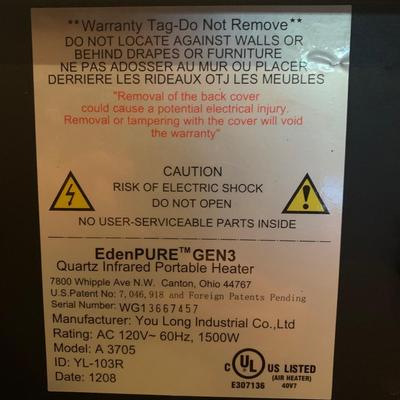 **Warranty Tag-Do Not Remove**
DO NOT LOCATE AGAINST WALLS OR
BEHIND DRAPES OR FURNITURE
NE PAS ADOSSER AU MUR OU PLACER
DERRIERE LES RIDEAUX OTJ LES MEUBLES
"Removal of the back cover
could cause a potential electrical injury.
Removal or tampering with the cover will void
the warranty"
CAUTION
RISK OF ELECTRIC SHOCK
DO NOT OPEN
NO USER-SERVICEABLE PARTS INSIDE
EdenPURE™GEN3
Quartz Infrared Portable Heater
7800 Whipple Ave N.W. Canton, Ohio 44767
U.S.Patent No: 7,046,918 and Foreign Patents Pending
Serial Number: WG13667457
Manufacturer: You Long Industrial Co.,Ltd
Rating: AC 120V~ 60Hz, 1500W
Model: A 3705
ID: YL-103R
Date: 1208
C UL US LISTED
(AIR HEATER)
E307136 40V7